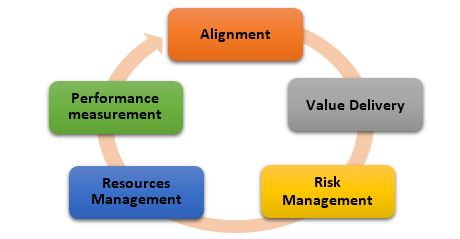 Alignment
Value Delivery
Risk
Management
Resources
Management
Performance
measurement